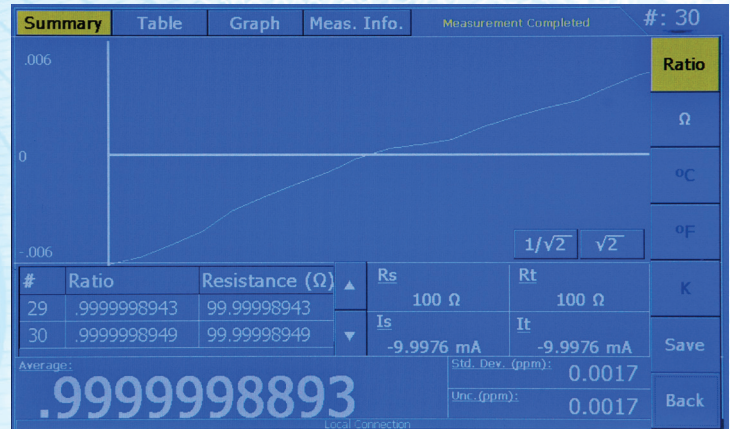 Summary Table Graph Meas. Info. Measurement Completed #: 30
.006
0
-.006
Ratio
Ω
ºC
ºF
K
Save
Back
1/√2 √2
# Ratio Resistance (Ω) ▲
29 .9999998943 99.99998943
30 .9999998949 99.99998949 ▼
Rs
100 Ω
Rt
100 Ω
Is
-9.9976 mA
It
-9.9976 mA
Average:
.9999998893
Std. Dev. (ppm):
0.0017
Unc.(ppm):
0.0017
Local Connection